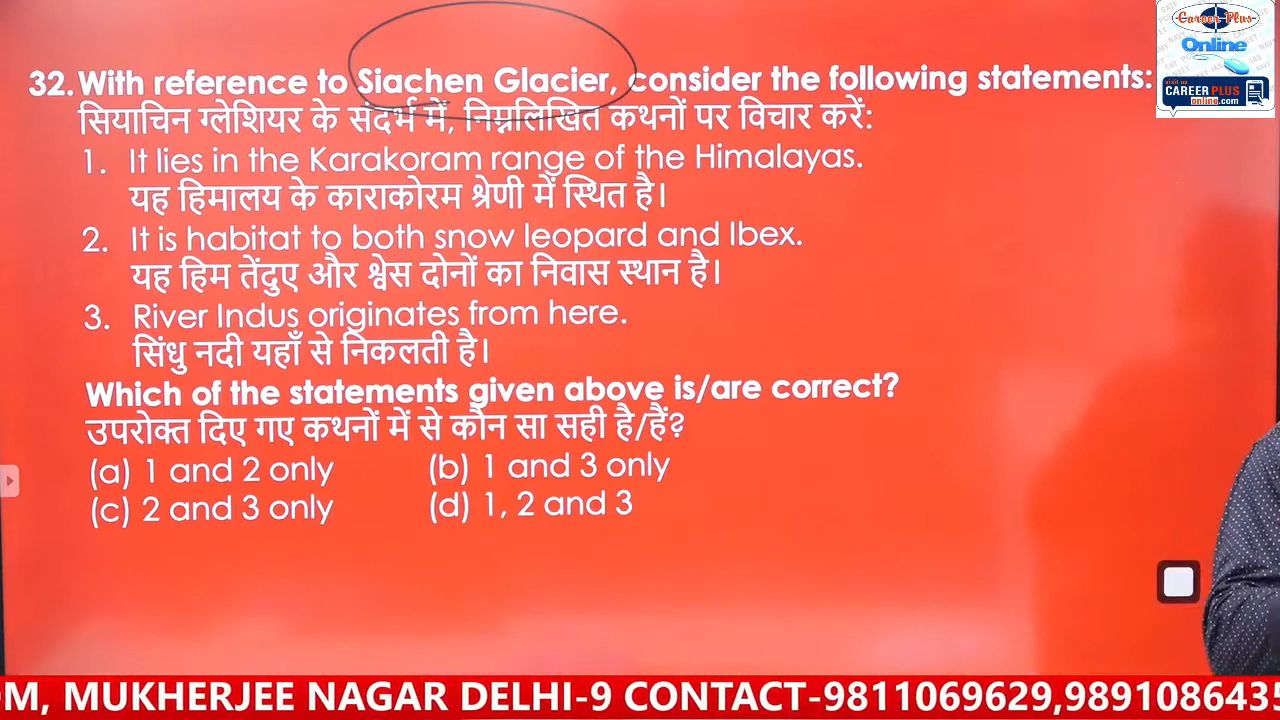 Career Plus
Online
visit us
CAREER PLUS
online.com
32. With reference to Siachen Glacier, consider the following statements:
सियाचिन ग्लेशियर के संदर्भ में, निम्नलिखित कथनों पर विचार करें:
1. It lies in the Karakoram range of the Himalayas.
यह हिमालय के काराकोरम श्रेणी में स्थित है।
2. It is habitat to both snow leopard and Ibex.
यह हिम तेंदुए और श्वेस दोनों का निवास स्थान है।
3. River Indus originates from here.
सिंधु नदी यहाँ से निकलती है।
Which of the statements given above is/are correct?
उपरोक्त दिए गए कथनों में से कौन सा सही है/हैं?
(a) 1 and 2 only (b) 1 and 3 only
(c) 2 and 3 only (d) 1, 2 and 3
OM, MUKHERJEE NAGAR DELHI-9 CONTACT-9811069629,989108643